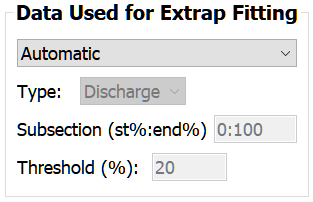 Data Used for Extrap Fitting
Automatic
Type: Discharge
Subsection (st%:end%) 0:100
Threshold (%): 20